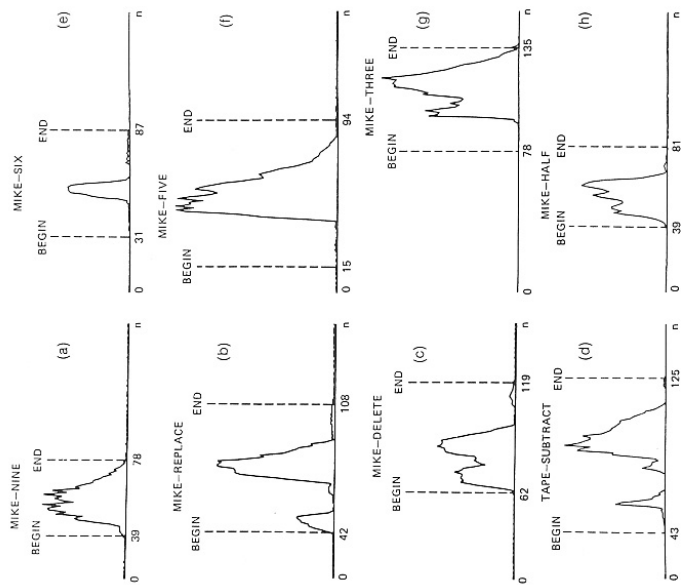 MIKE–NINE
(a)
BEGIN
END
0
39
78
n
MIKE–REPLACE
(b)
BEGIN
END
0
42
108
n
MIKE–DELETE
(c)
BEGIN
END
0
62
119
n
TAPE–SUBTRACT
(d)
BEGIN
END
0
43
125
n
MIKE–SIX
(e)
BEGIN
END
0
31
87
n
MIKE–FIVE
(f)
BEGIN
END
0
15
94
n
MIKE–THREE
(g)
BEGIN
END
0
78
135
n
MIKE–HALF
(h)
BEGIN
END
0
39
81
n